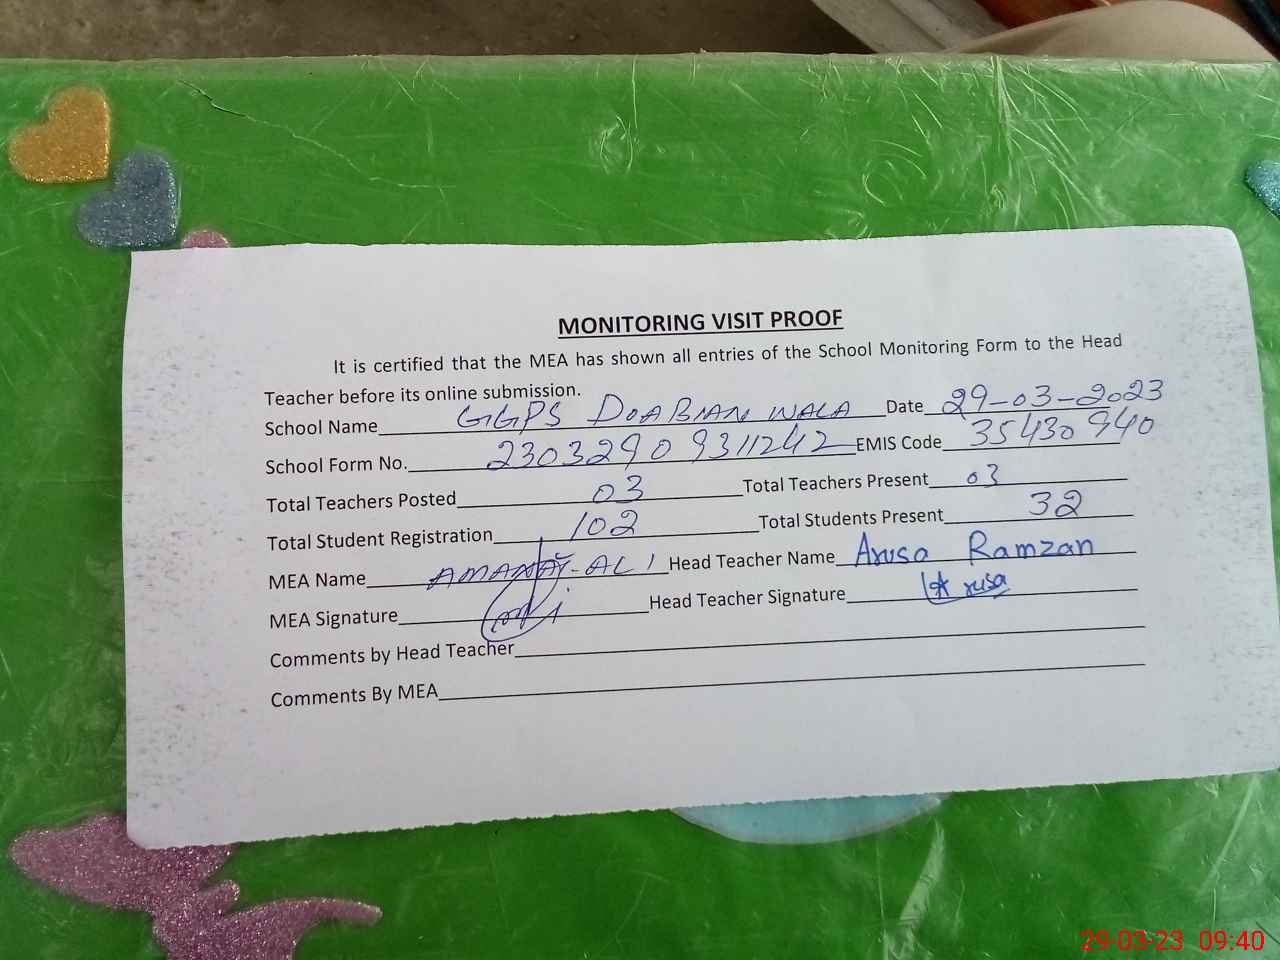 MONITORING VISIT PROOF
It is certified that the MEA has shown all entries of the School Monitoring Form to the Head
Teacher before its online submission.
School Name GGPS DOABIAN WALA Date 29-03-2023
School Form No. 2303290 9311242 EMIS Code 35430940
Total Teachers Posted 03 Total Teachers Present 03
Total Student Registration 102 Total Students Present 32
MEA Name AMANAT-ALI Head Teacher Name Arusa Ramzan
MEA Signature Head Teacher Signature Arusa
Comments by Head Teacher
Comments By MEA
29-03-23 09:40